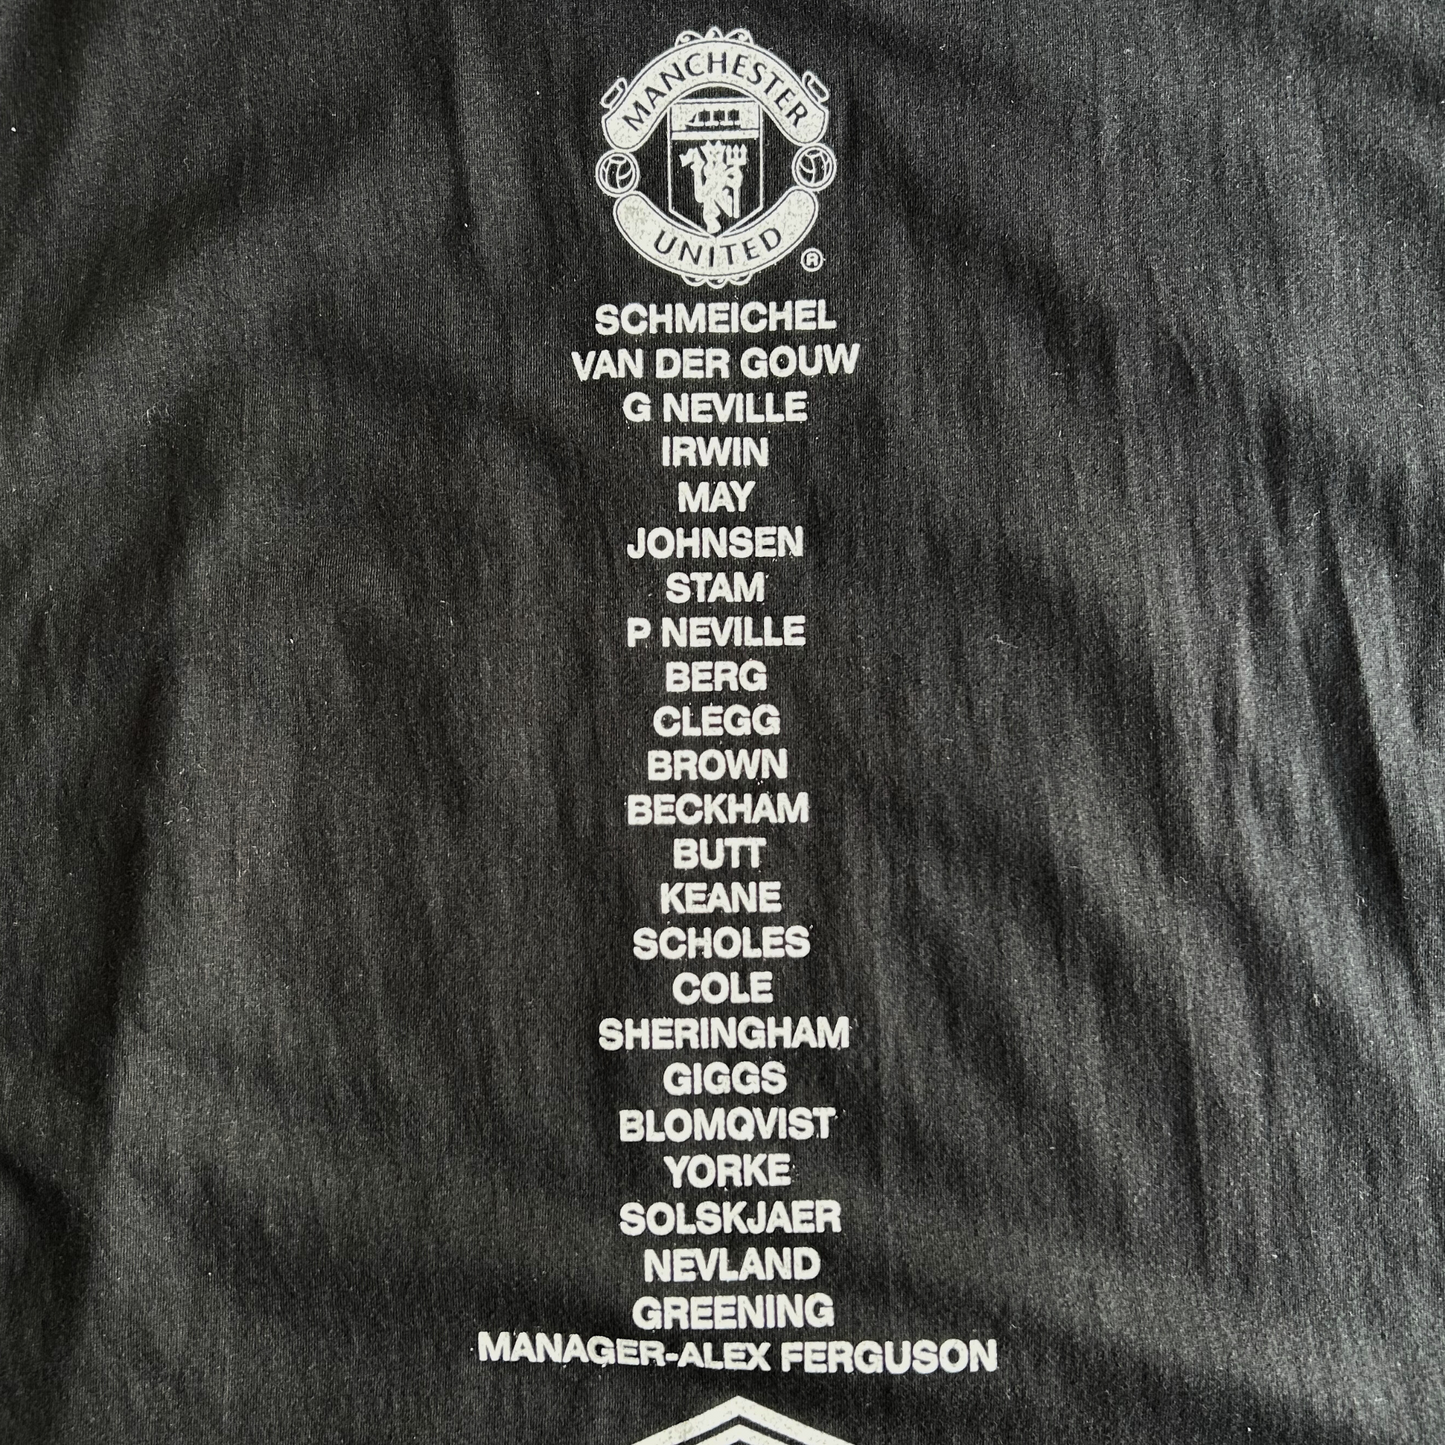 MANCHESTER
UNITED
®
SCHMEICHEL
VAN DER GOUW
G NEVILLE
IRWIN
MAY
JOHNSEN
STAM
P NEVILLE
BERG
CLEGG
BROWN
BECKHAM
BUTT
KEANE
SCHOLES
COLE
SHERINGHAM
GIGGS
BLOMQVIST
YORKE
SOLSKJAER
NEVLAND
GREENING
MANAGER-ALEX FERGUSON